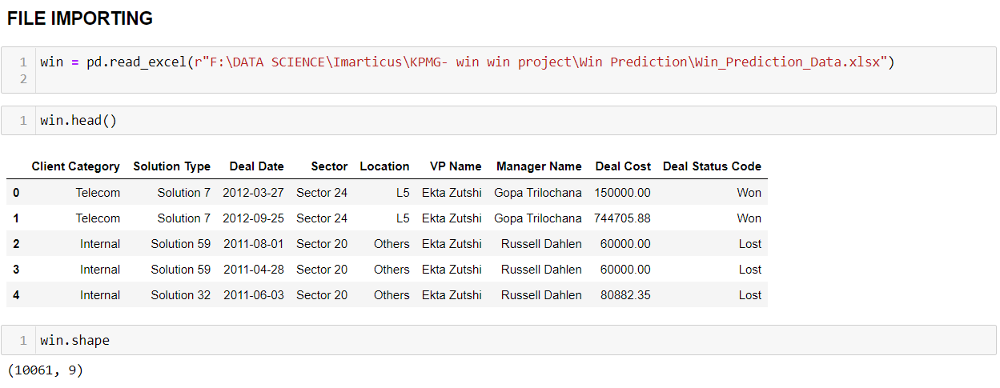 FILE IMPORTING
1 win = pd.read_excel(r"F:\DATA SCIENCE\Imarticus\KPMG- win win project\Win Prediction\Win_Prediction_Data.xlsx")
2
1 win.head()
Client Category Solution Type Deal Date Sector Location VP Name Manager Name Deal Cost Deal Status Code
0 Telecom Solution 7 2012-03-27 Sector 24 L5 Ekta Zutshi Gopa Trilochana 150000.00 Won
1 Telecom Solution 7 2012-09-25 Sector 24 L5 Ekta Zutshi Gopa Trilochana 744705.88 Won
2 Internal Solution 59 2011-08-01 Sector 20 Others Ekta Zutshi Russell Dahlen 60000.00 Lost
3 Internal Solution 59 2011-04-28 Sector 20 Others Ekta Zutshi Russell Dahlen 60000.00 Lost
4 Internal Solution 32 2011-06-03 Sector 20 Others Ekta Zutshi Russell Dahlen 80882.35 Lost
1 win.shape
(10061, 9)